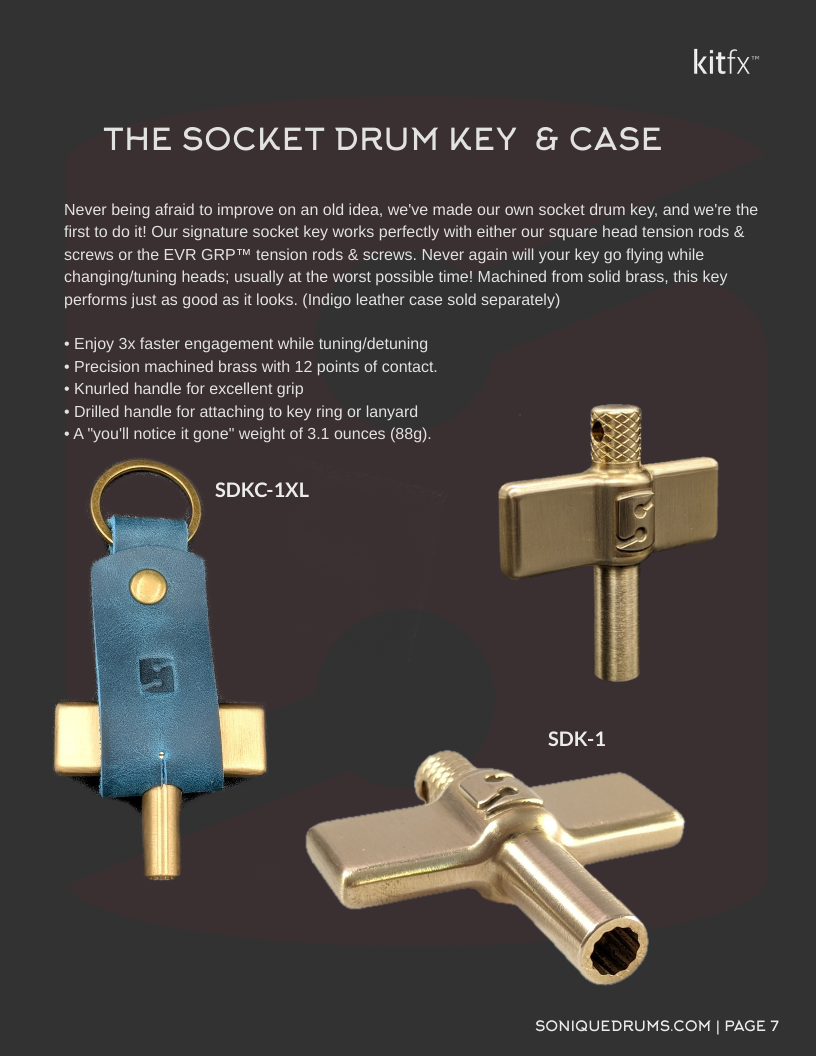 kitfx™
THE SOCKET DRUM KEY & CASE
Never being afraid to improve on an old idea, we've made our own socket drum key, and we're the
first to do it! Our signature socket key works perfectly with either our square head tension rods &
screws or the EVR GRP™ tension rods & screws. Never again will your key go flying while
changing/tuning heads; usually at the worst possible time! Machined from solid brass, this key
performs just as good as it looks. (Indigo leather case sold separately)
• Enjoy 3x faster engagement while tuning/detuning
• Precision machined brass with 12 points of contact.
• Knurled handle for excellent grip
• Drilled handle for attaching to key ring or lanyard
• A "you'll notice it gone" weight of 3.1 ounces (88g).
SDKC-1XL
SDK-1
SONIQUEDRUMS.COM | PAGE 7